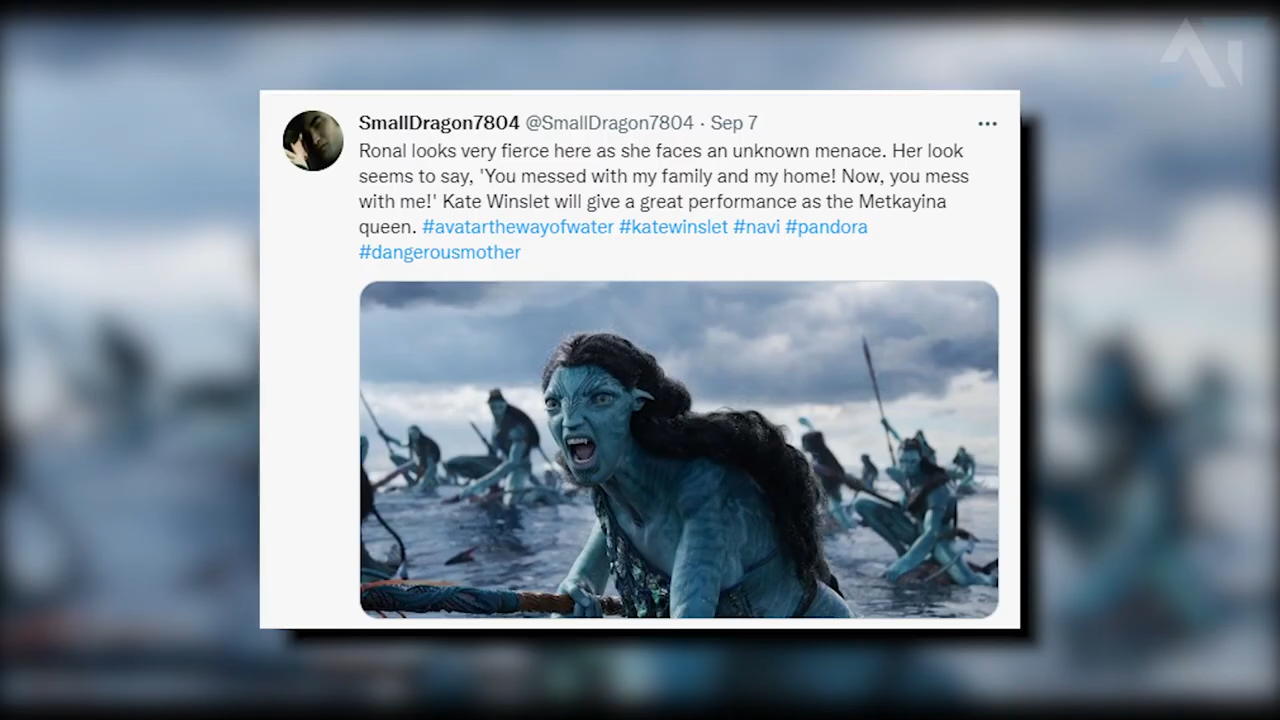 SmallDragon7804 @SmallDragon7804 · Sep 7
Ronal looks very fierce here as she faces an unknown menace. Her look
seems to say, 'You messed with my family and my home! Now, you mess
with me!' Kate Winslet will give a great performance as the Metkayina
queen. #avatarthewayofwater #katewinslet #navi #pandora
#dangerousmother